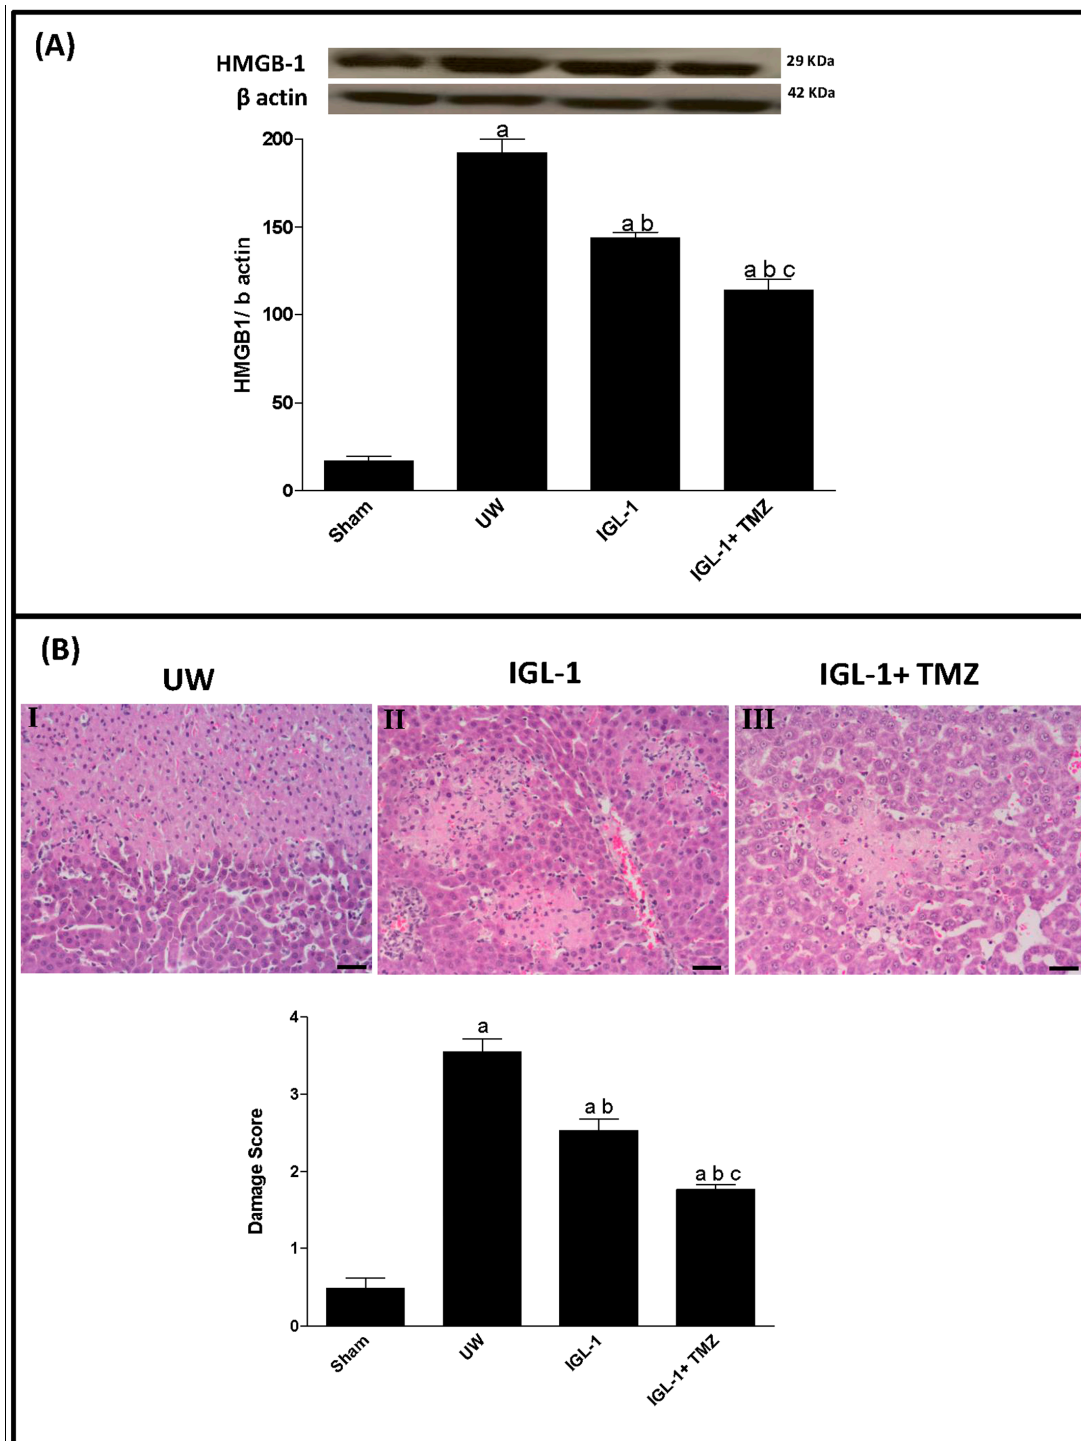 (A)
HMGB-1
29 KDa
β actin
42 KDa
HMGB1/ b actin
200
150
100
50
0
a
a b
a b c
Sham
UW
IGL-1
IGL-1+ TMZ
(B)
UW
IGL-1
IGL-1+ TMZ
I
II
III
Damage Score
4
3
2
1
0
a
a b
a b c
Sham
UW
IGL-1
IGL-1+ TMZ